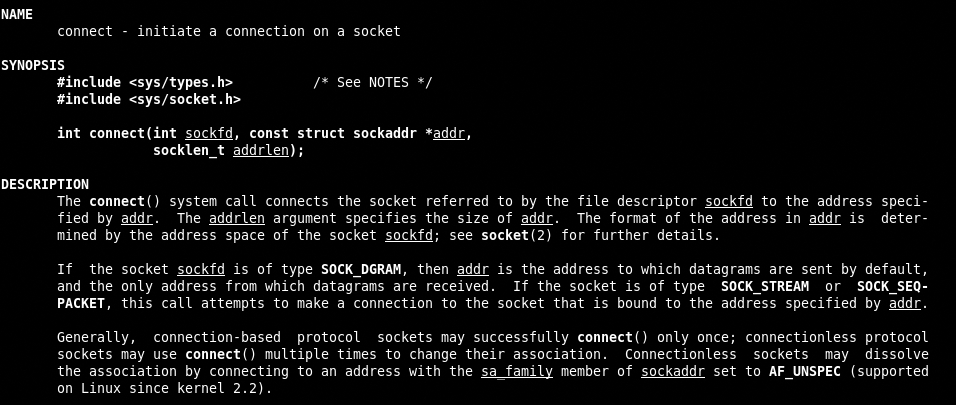 NAME
connect - initiate a connection on a socket
SYNOPSIS
#include <sys/types.h>          /* See NOTES */
#include <sys/socket.h>
int connect(int sockfd, const struct sockaddr *addr,
socklen_t addrlen);
DESCRIPTION
The connect() system call connects the socket referred to by the file descriptor sockfd to the address speci-
fied by addr.  The addrlen argument specifies the size of addr.  The format of the address in addr is  deter-
mined by the address space of the socket sockfd; see socket(2) for further details.
If  the socket sockfd is of type SOCK_DGRAM, then addr is the address to which datagrams are sent by default,
and the only address from which datagrams are received.  If the socket is of type  SOCK_STREAM  or  SOCK_SEQ-
PACKET, this call attempts to make a connection to the socket that is bound to the address specified by addr.
Generally,  connection-based  protocol  sockets may successfully connect() only once; connectionless protocol
sockets may use connect() multiple times to change their association.  Connectionless  sockets  may  dissolve
the association by connecting to an address with the sa_family member of sockaddr set to AF_UNSPEC (supported
on Linux since kernel 2.2).